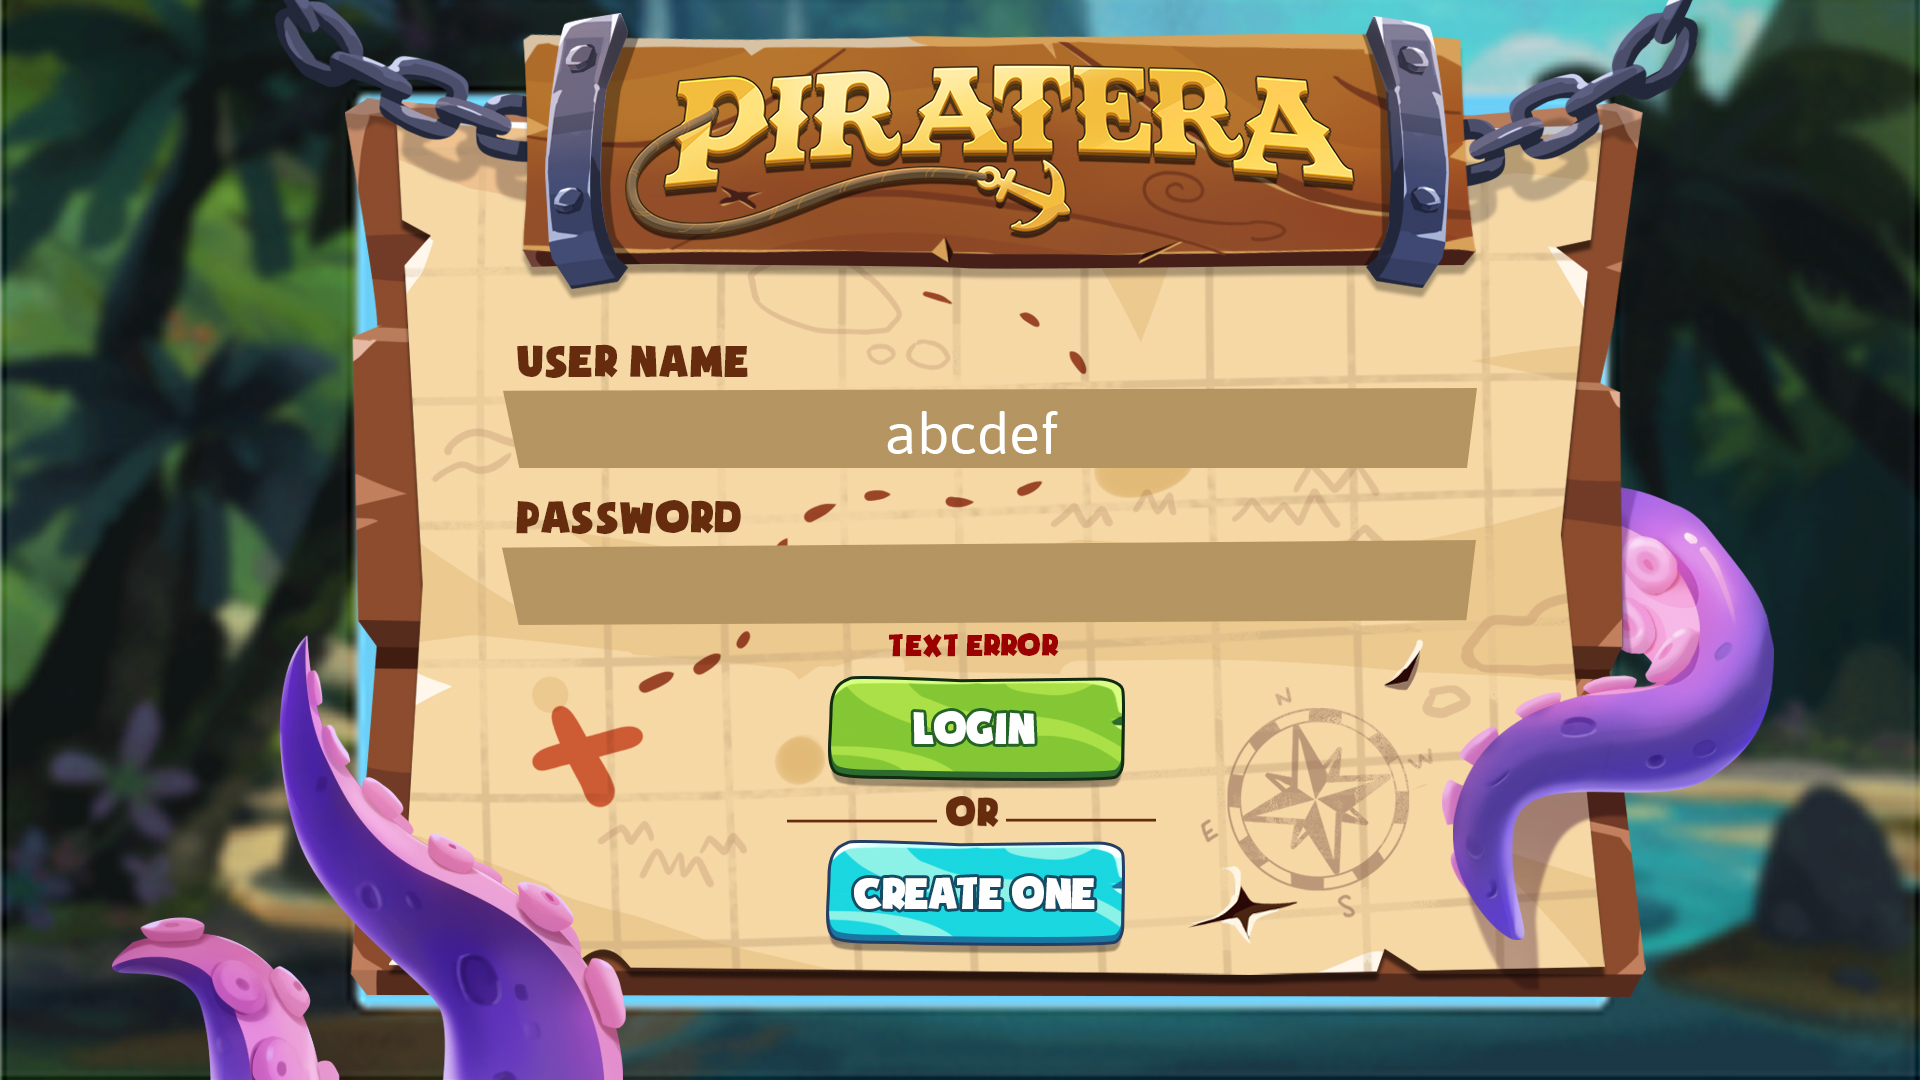 PIRATERA
USER NAME
abcdef
PASSWORD
TEXT ERROR
LOGIN
OR
CREATE ONE
N
W
E
S